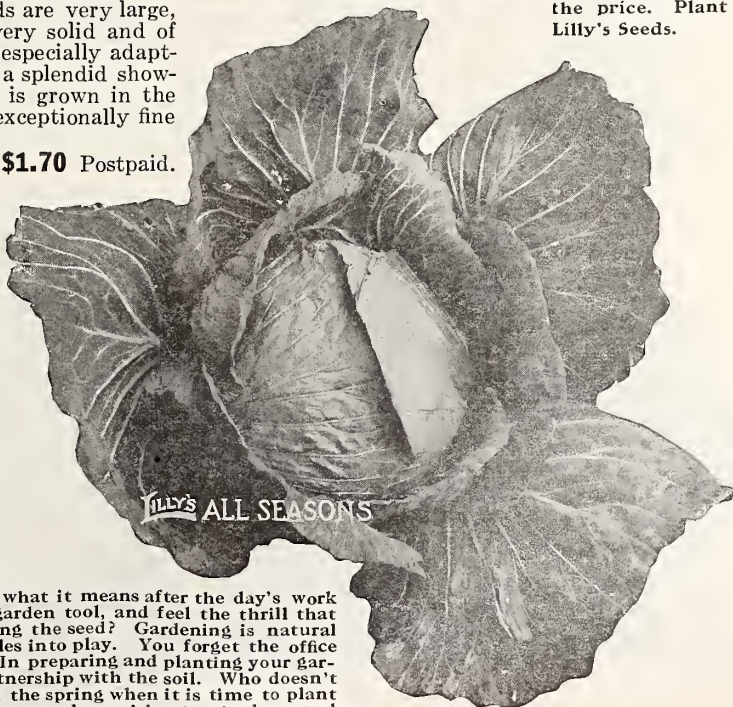 ds are very large,
very solid and of
especially adapt-
a splendid show-
is grown in the
exceptionally fine
$1.70 Postpaid.
the price. Plant
Lilly's Seeds.
LILLY'S ALL SEASONS
what it means after the day's work
garden tool, and feel the thrill that
ng the seed? Gardening is natural
les into play. You forget the office
In preparing and planting your gar-
tnership with the soil. Who doesn't
the spring when it is time to plant